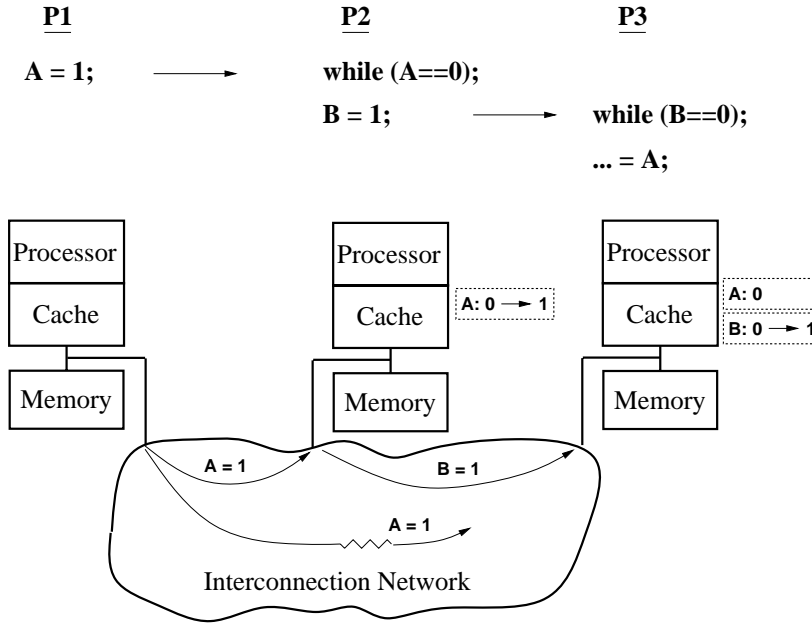 P1 P2 P3
A = 1; while (A==0);
B = 1; while (B==0);
... = A;
Processor Processor Processor
Cache Cache Cache
A: 0 1
A: 0
B: 0 1
Memory Memory Memory
A = 1 B = 1
A = 1
Interconnection Network